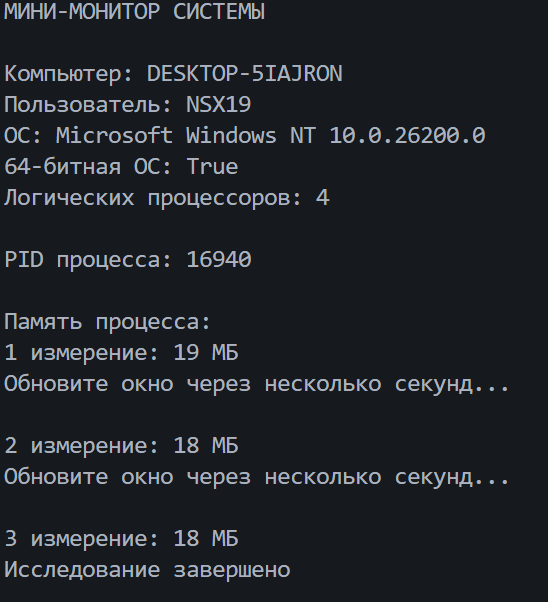 МИНИ-МОНИТОР СИСТЕМЫ
Компьютер: DESKTOP-5IAJRON
Пользователь: NSX19
ОС: Microsoft Windows NT 10.0.26200.0
64-битная ОС: True
Логических процессоров: 4
PID процесса: 16940
Память процесса:
1 измерение: 19 МБ
Обновите окно через несколько секунд...
2 измерение: 18 МБ
Обновите окно через несколько секунд...
3 измерение: 18 МБ
Исследование завершено